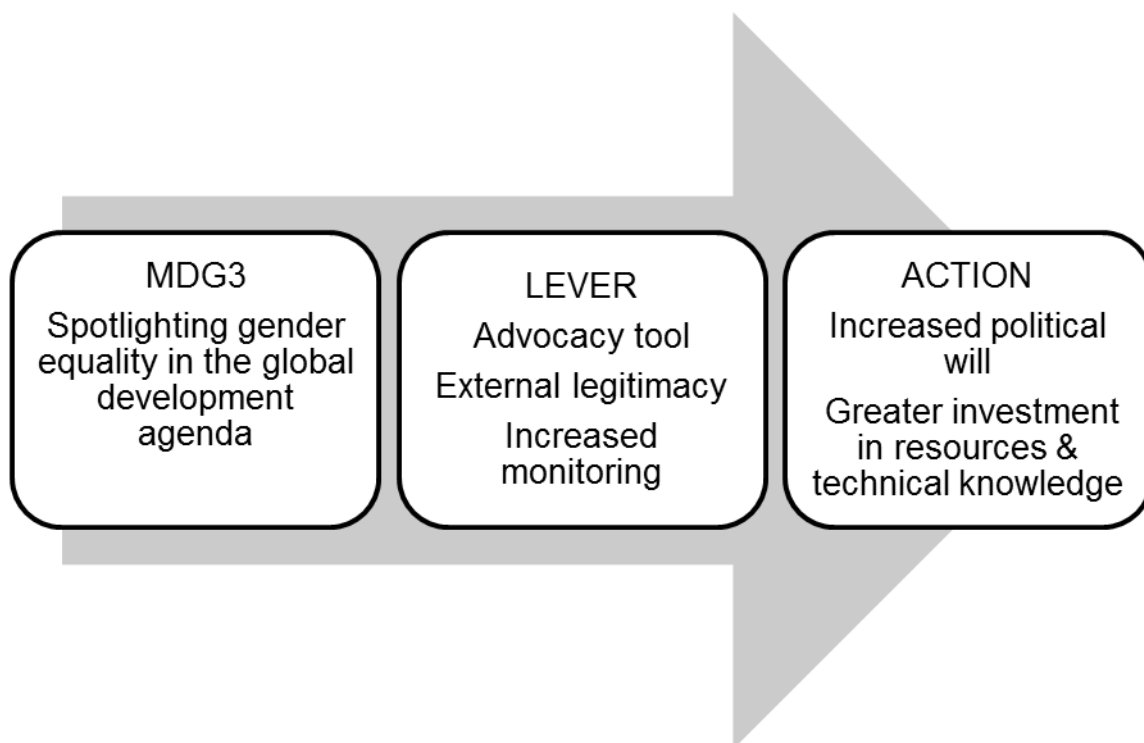 MDG3
Spotlighting gender
equality in the global
development
agenda
LEVER
Advocacy tool
External legitimacy
Increased
monitoring
ACTION
Increased political
will
Greater investment
in resources &
technical knowledge